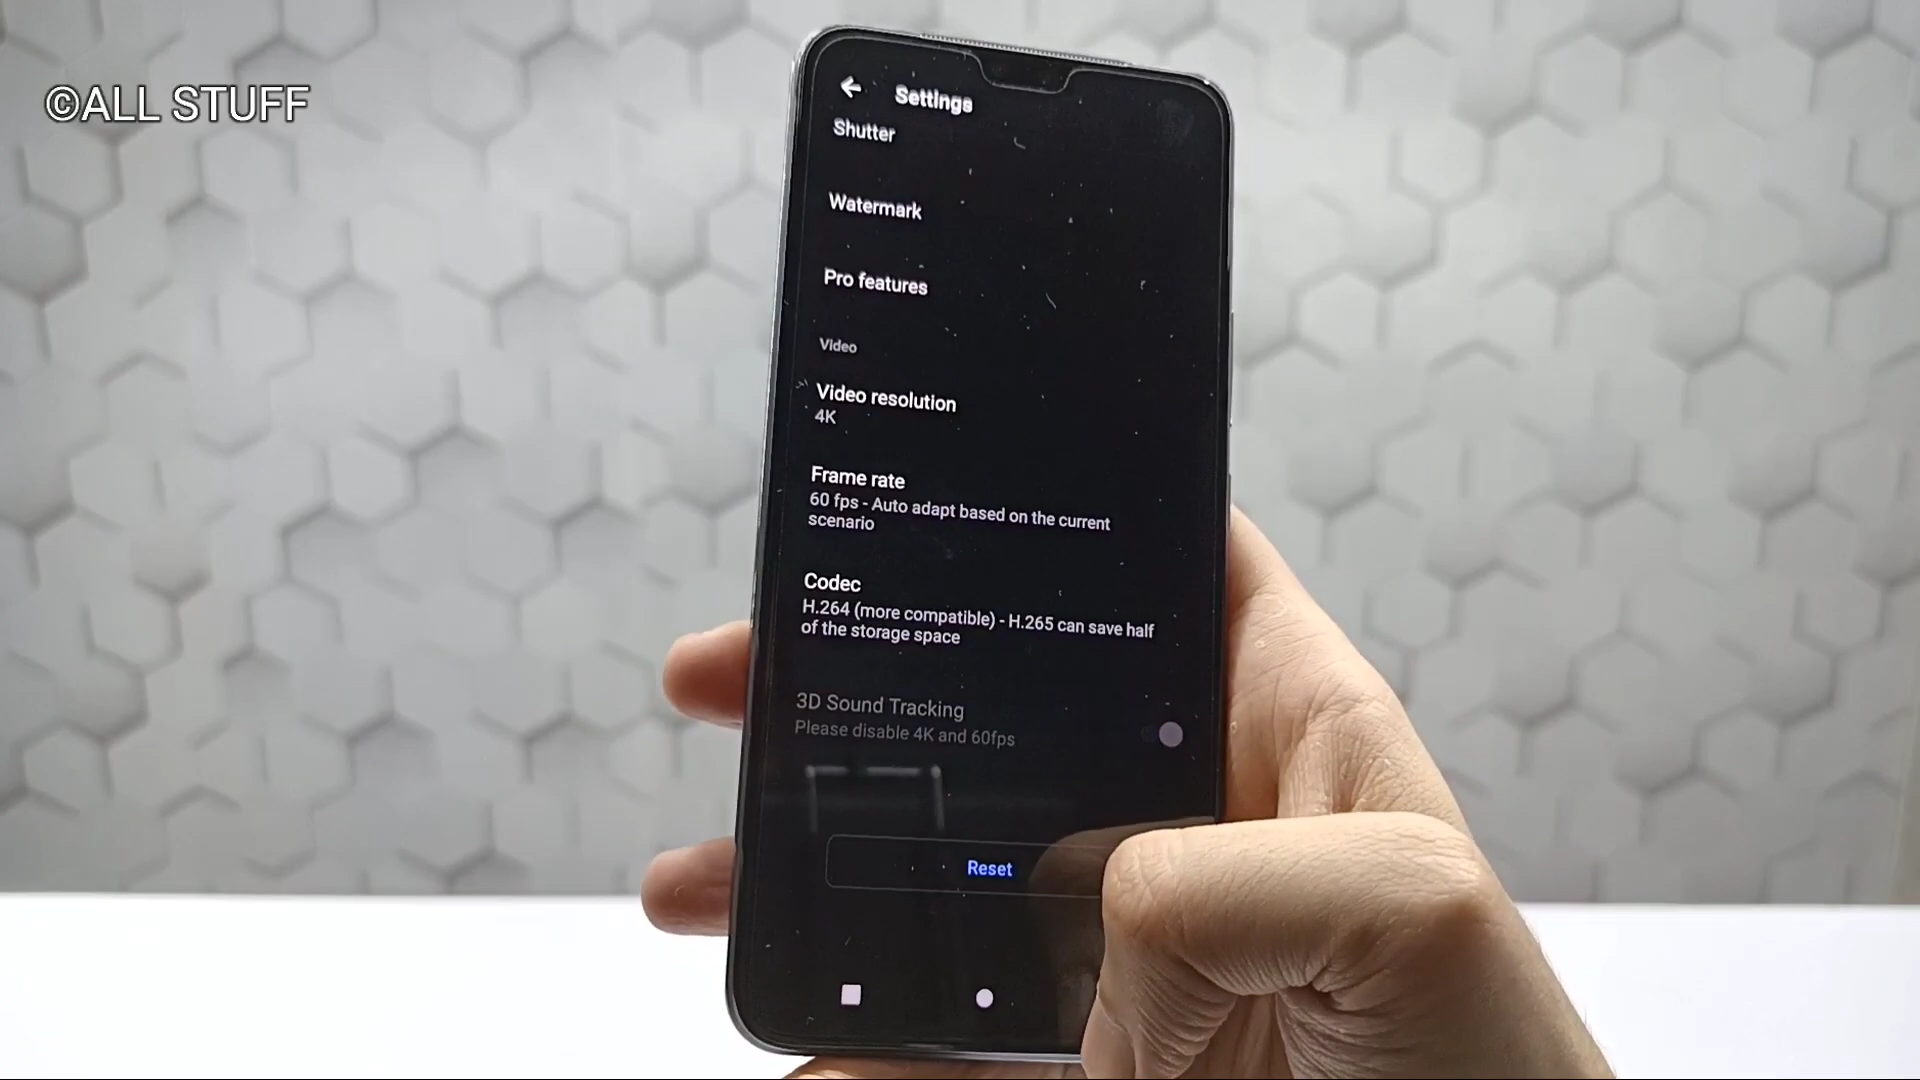 ©ALL STUFF
Settings
Shutter
Watermark
Pro features
Video
Video resolution
4K
Frame rate
60 fps - Auto adapt based on the current
scenario
Codec
H.264 (more compatible) - H.265 can save half
of the storage space
3D Sound Tracking
Please disable 4K and 60fps
Reset